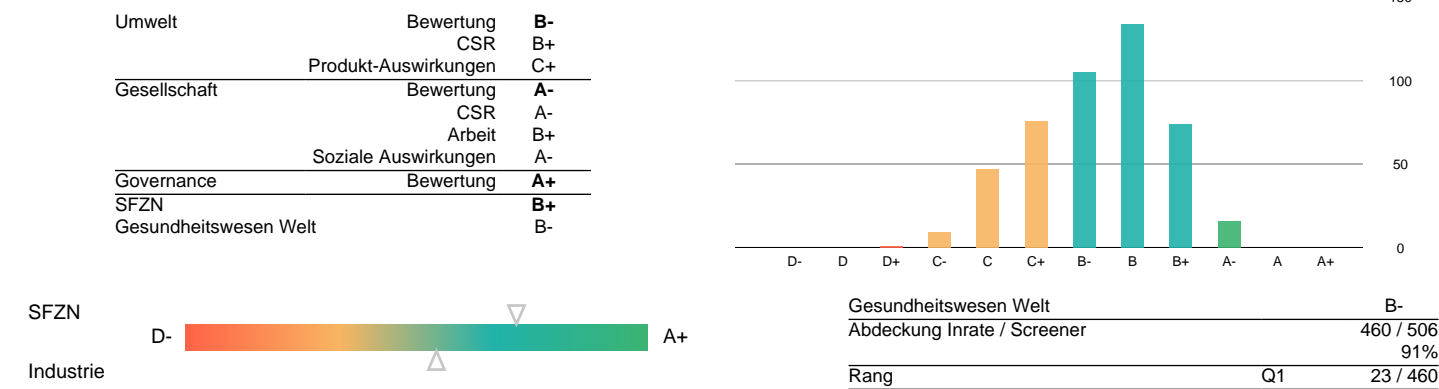 Umwelt Bewertung B-
CSR B+
Produkt-Auswirkungen C+
Gesellschaft Bewertung A-
CSR A-
Arbeit B+
Soziale Auswirkungen A-
Governance Bewertung A+
SFZN B+
Gesundheitswesen Welt B-
100
50
0
D- D D+ C- C C+ B- B B+ A- A A+
SFZN
D- A+
Industrie
Gesundheitswesen Welt B-
Abdeckung Inrate / Screener 460 / 506
91%
Rang Q1 23 / 460